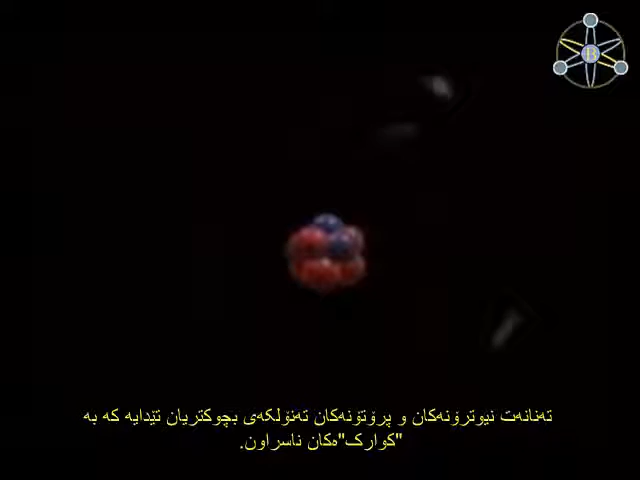 B
تەنانەت نیوترۆنەکان و پرۆتۆنەکان تەنۆلکەی بچوکتریان تێدایە کە بە
"کوارک"ەکان ناسراون.